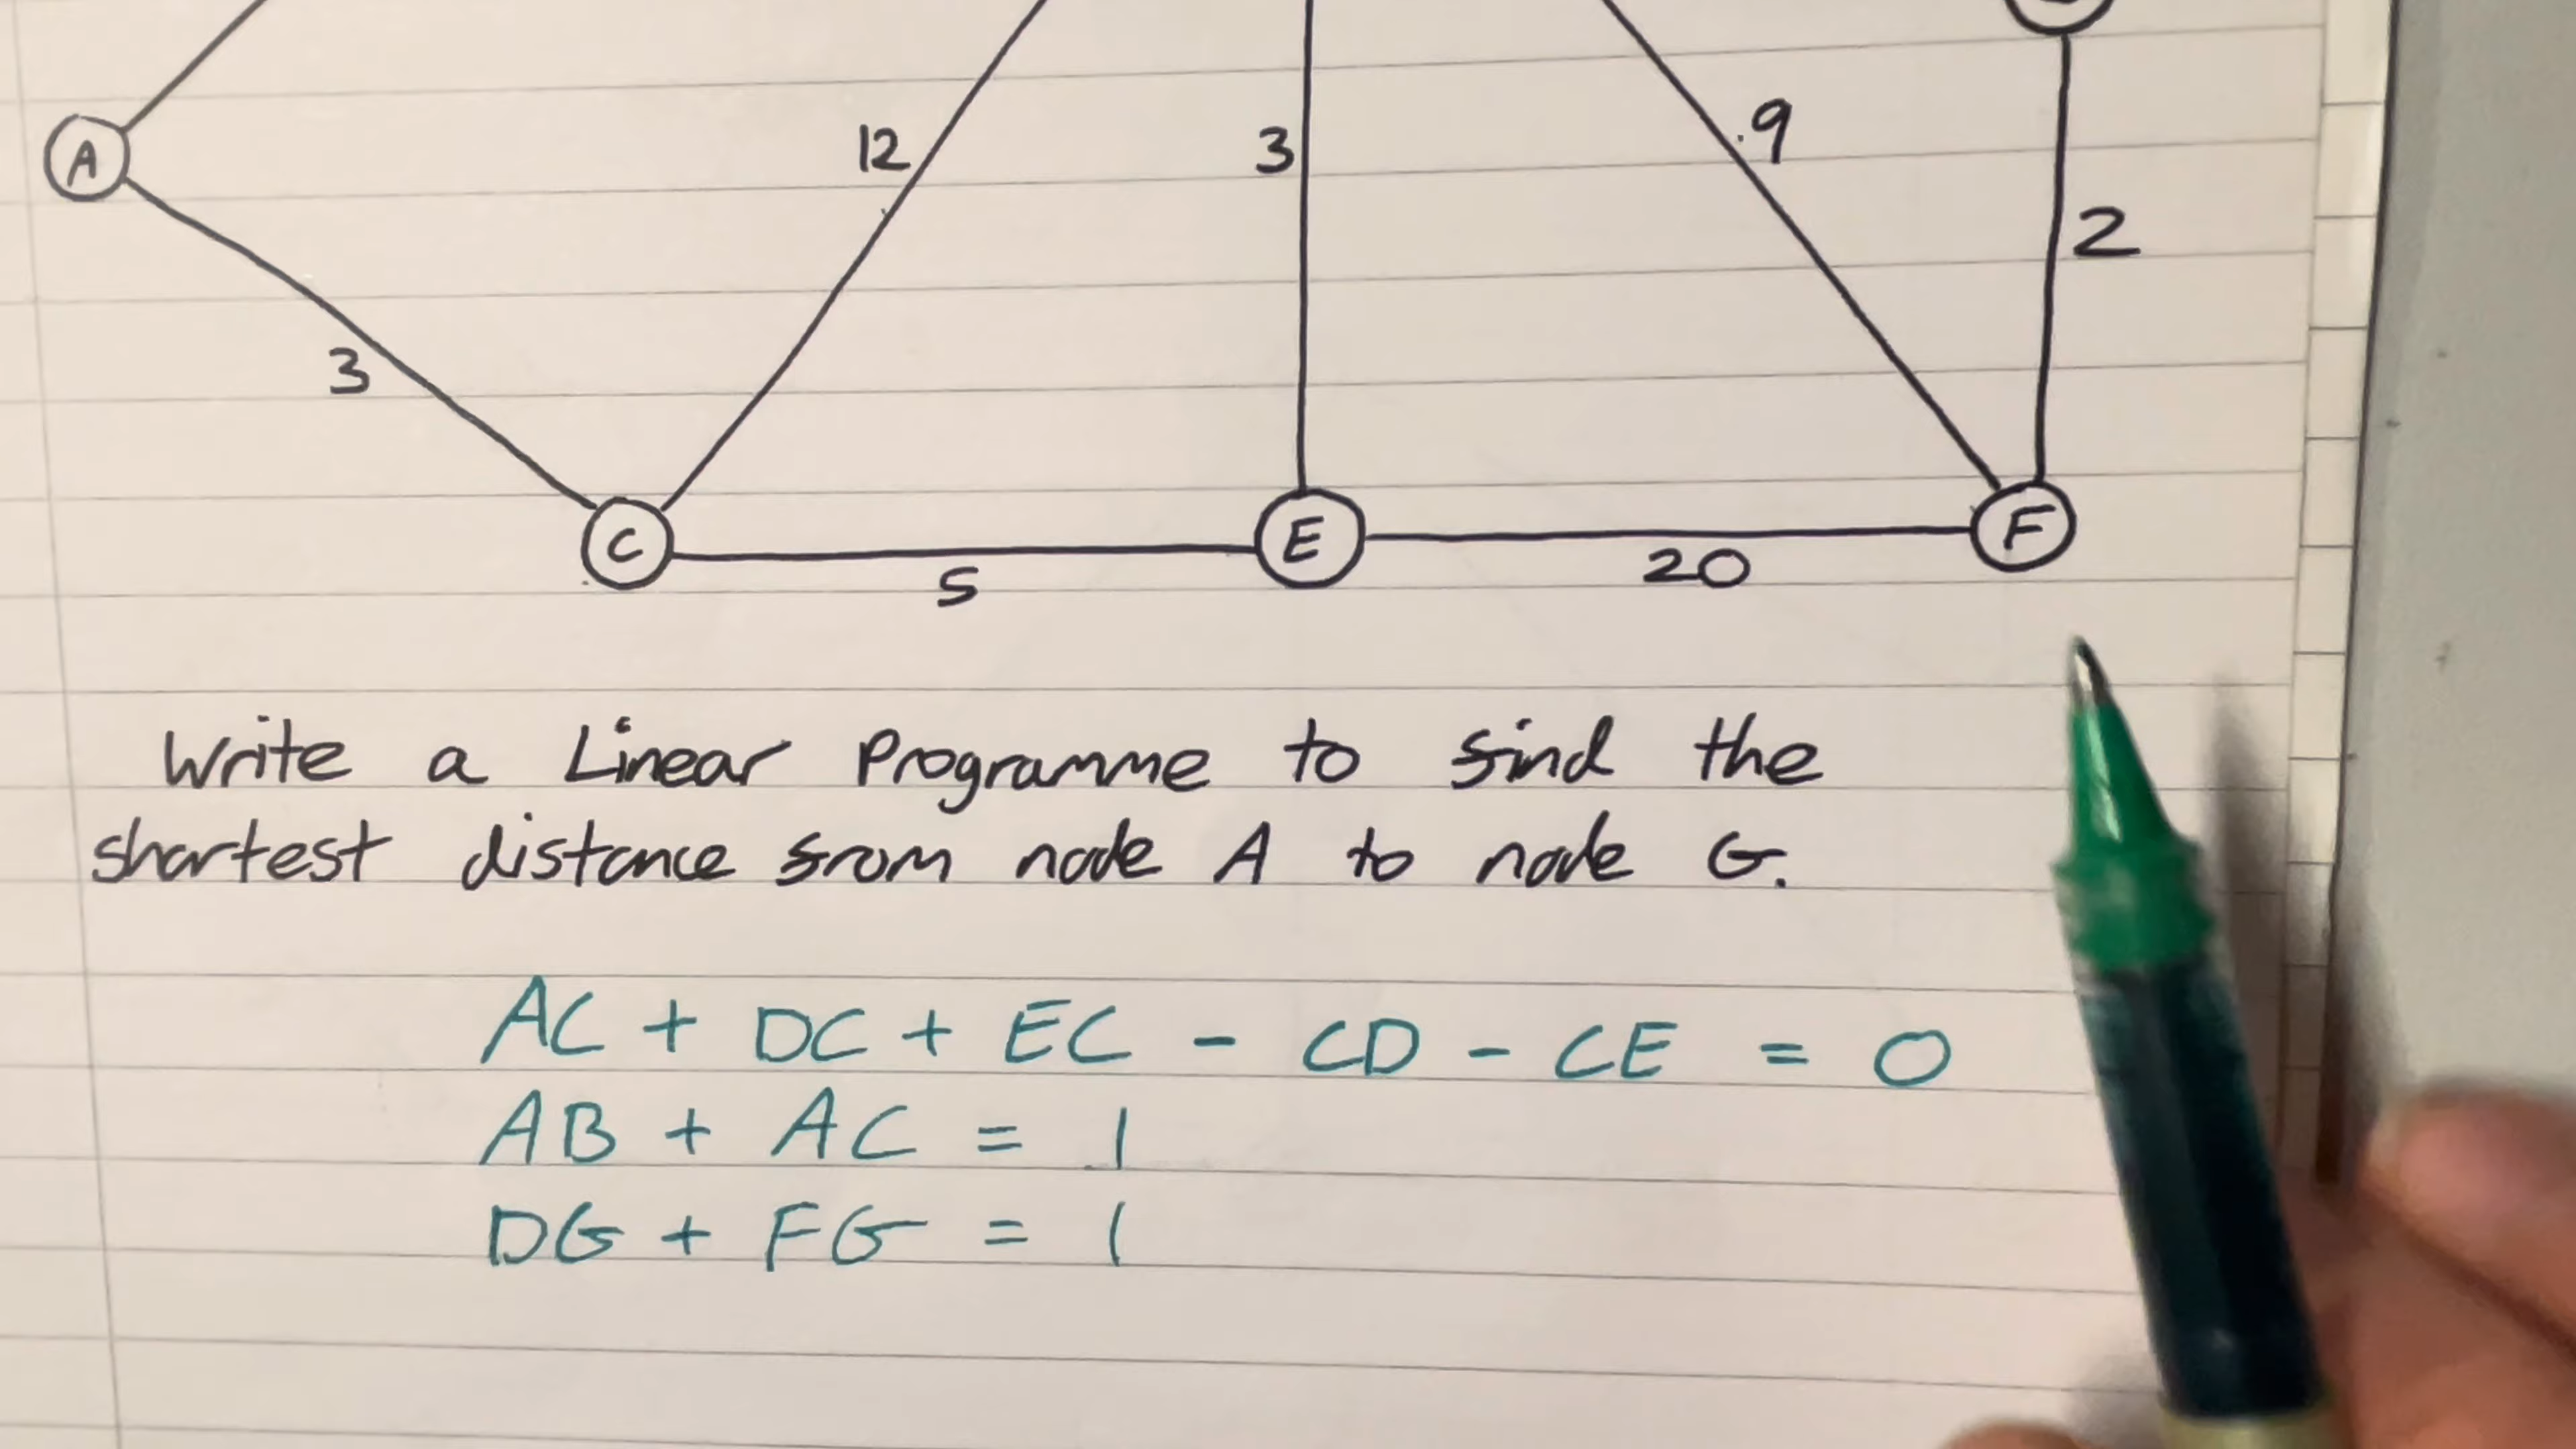 A
12
3
9
2
3
C
E
F
5
20
Write a Linear Programme to find the
shortest distance from node A to node G.
AC + DC + EC - CD - CE = 0
AB + AC = 1
DG + FG = 1